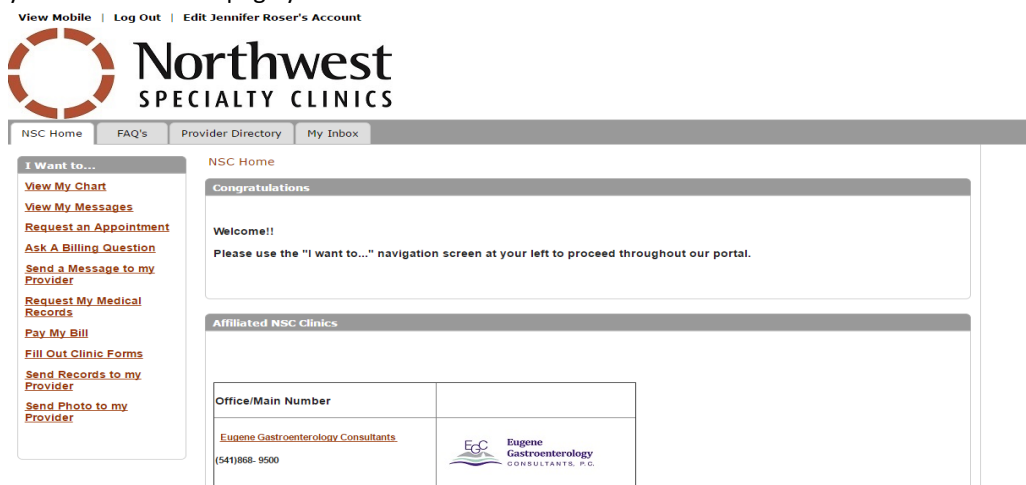 View Mobile | Log Out | Edit Jennifer Roser's Account
Northwest
SPECIALTY CLINICS
NSC Home FAQ's Provider Directory My Inbox
I Want to...
View My Chart
View My Messages
Request an Appointment
Ask A Billing Question
Send a Message to my
Provider
Request My Medical
Records
Pay My Bill
Fill Out Clinic Forms
Send Records to my
Provider
Send Photo to my
Provider
NSC Home
Congratulations
Welcome!!
Please use the "I want to..." navigation screen at your left to proceed throughout our portal.
Affiliated NSC Clinics
Office/Main Number
Eugene Gastroenterology Consultants
(541)868- 9500
EGC
Eugene
Gastroenterology
CONSULTANTS, P.C.